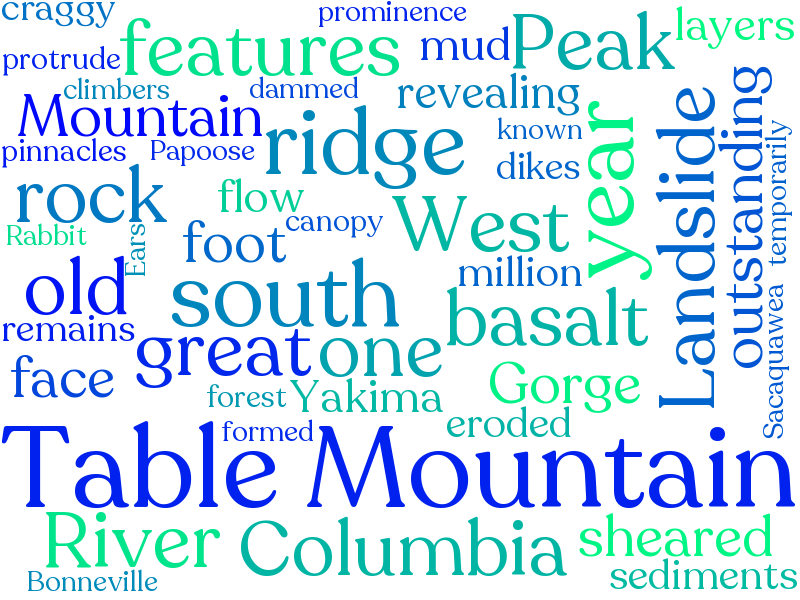 craggy
prominence
layers
features
mud
Peak
protrude
climbers
dammed
revealing
Mountain
ridge
known
year
Landslide
outstanding
temporarily
pinnacles
Papoose
dikes
rock
flow
canopy
West
Rabbit
Ears
foot
million
old
south
basalt
Sacaquawea
remains
great
one
face
forest
Yakima
Gorge
formed
eroded
Table Mountain
River
Columbia
sheared
Bonneville
sediments